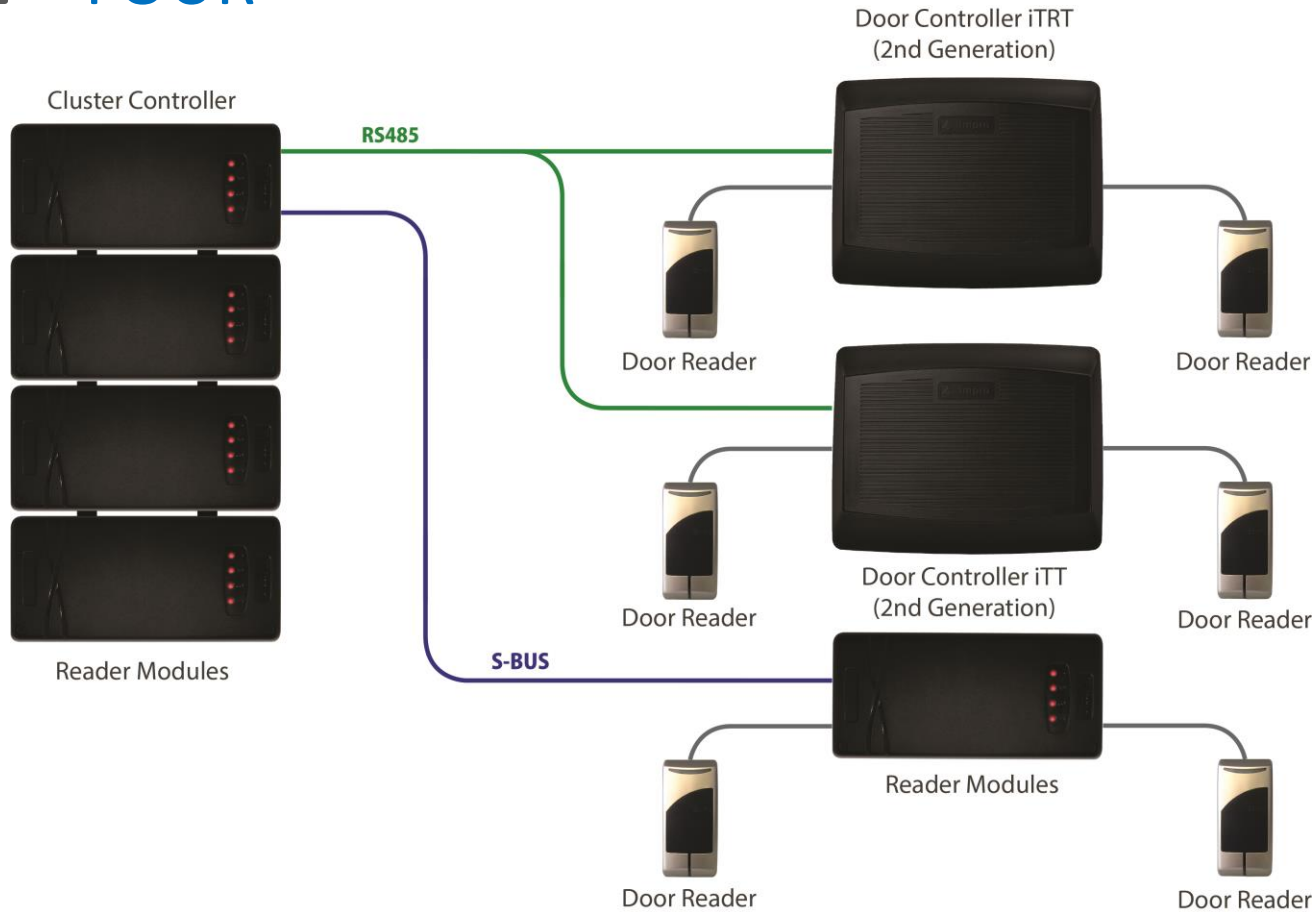 Door Controller iTRT
(2nd Generation)
Cluster Controller
RS485
Door Reader
Door Reader
Door Controller iTT
(2nd Generation)
Door Reader
Door Reader
S-BUS
Reader Modules
Reader Modules
Door Reader
Door Reader